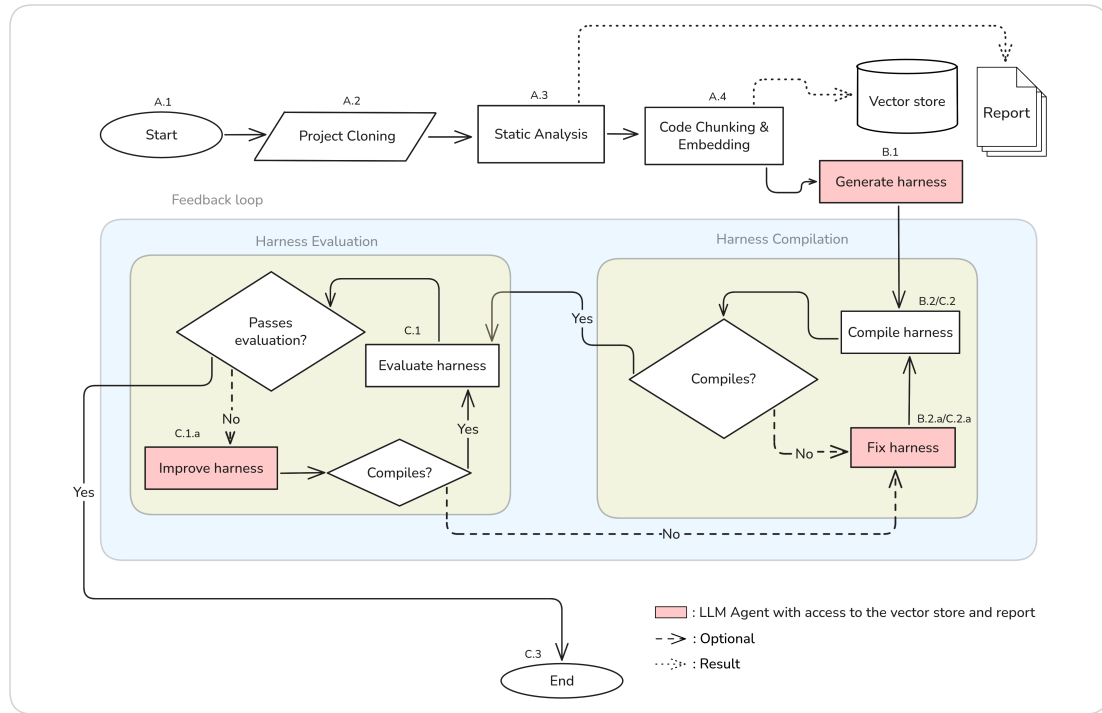 A.1
Start
A.2
Project Cloning
A.3
Static Analysis
A.4
Code Chunking &
Embedding
Vector store
Report
B.1
Generate harness
Feedback loop
Harness Evaluation
Harness Compilation
Passes
evaluation?
C.1
Evaluate harness
Yes
B.2/C.2
Compile harness
Compiles?
No
B.2.a/C.2.a
Fix harness
No
C.1.a
Improve harness
Compiles?
Yes
Yes
No
: LLM Agent with access to the vector store and report
: Optional
: Result
C.3
End